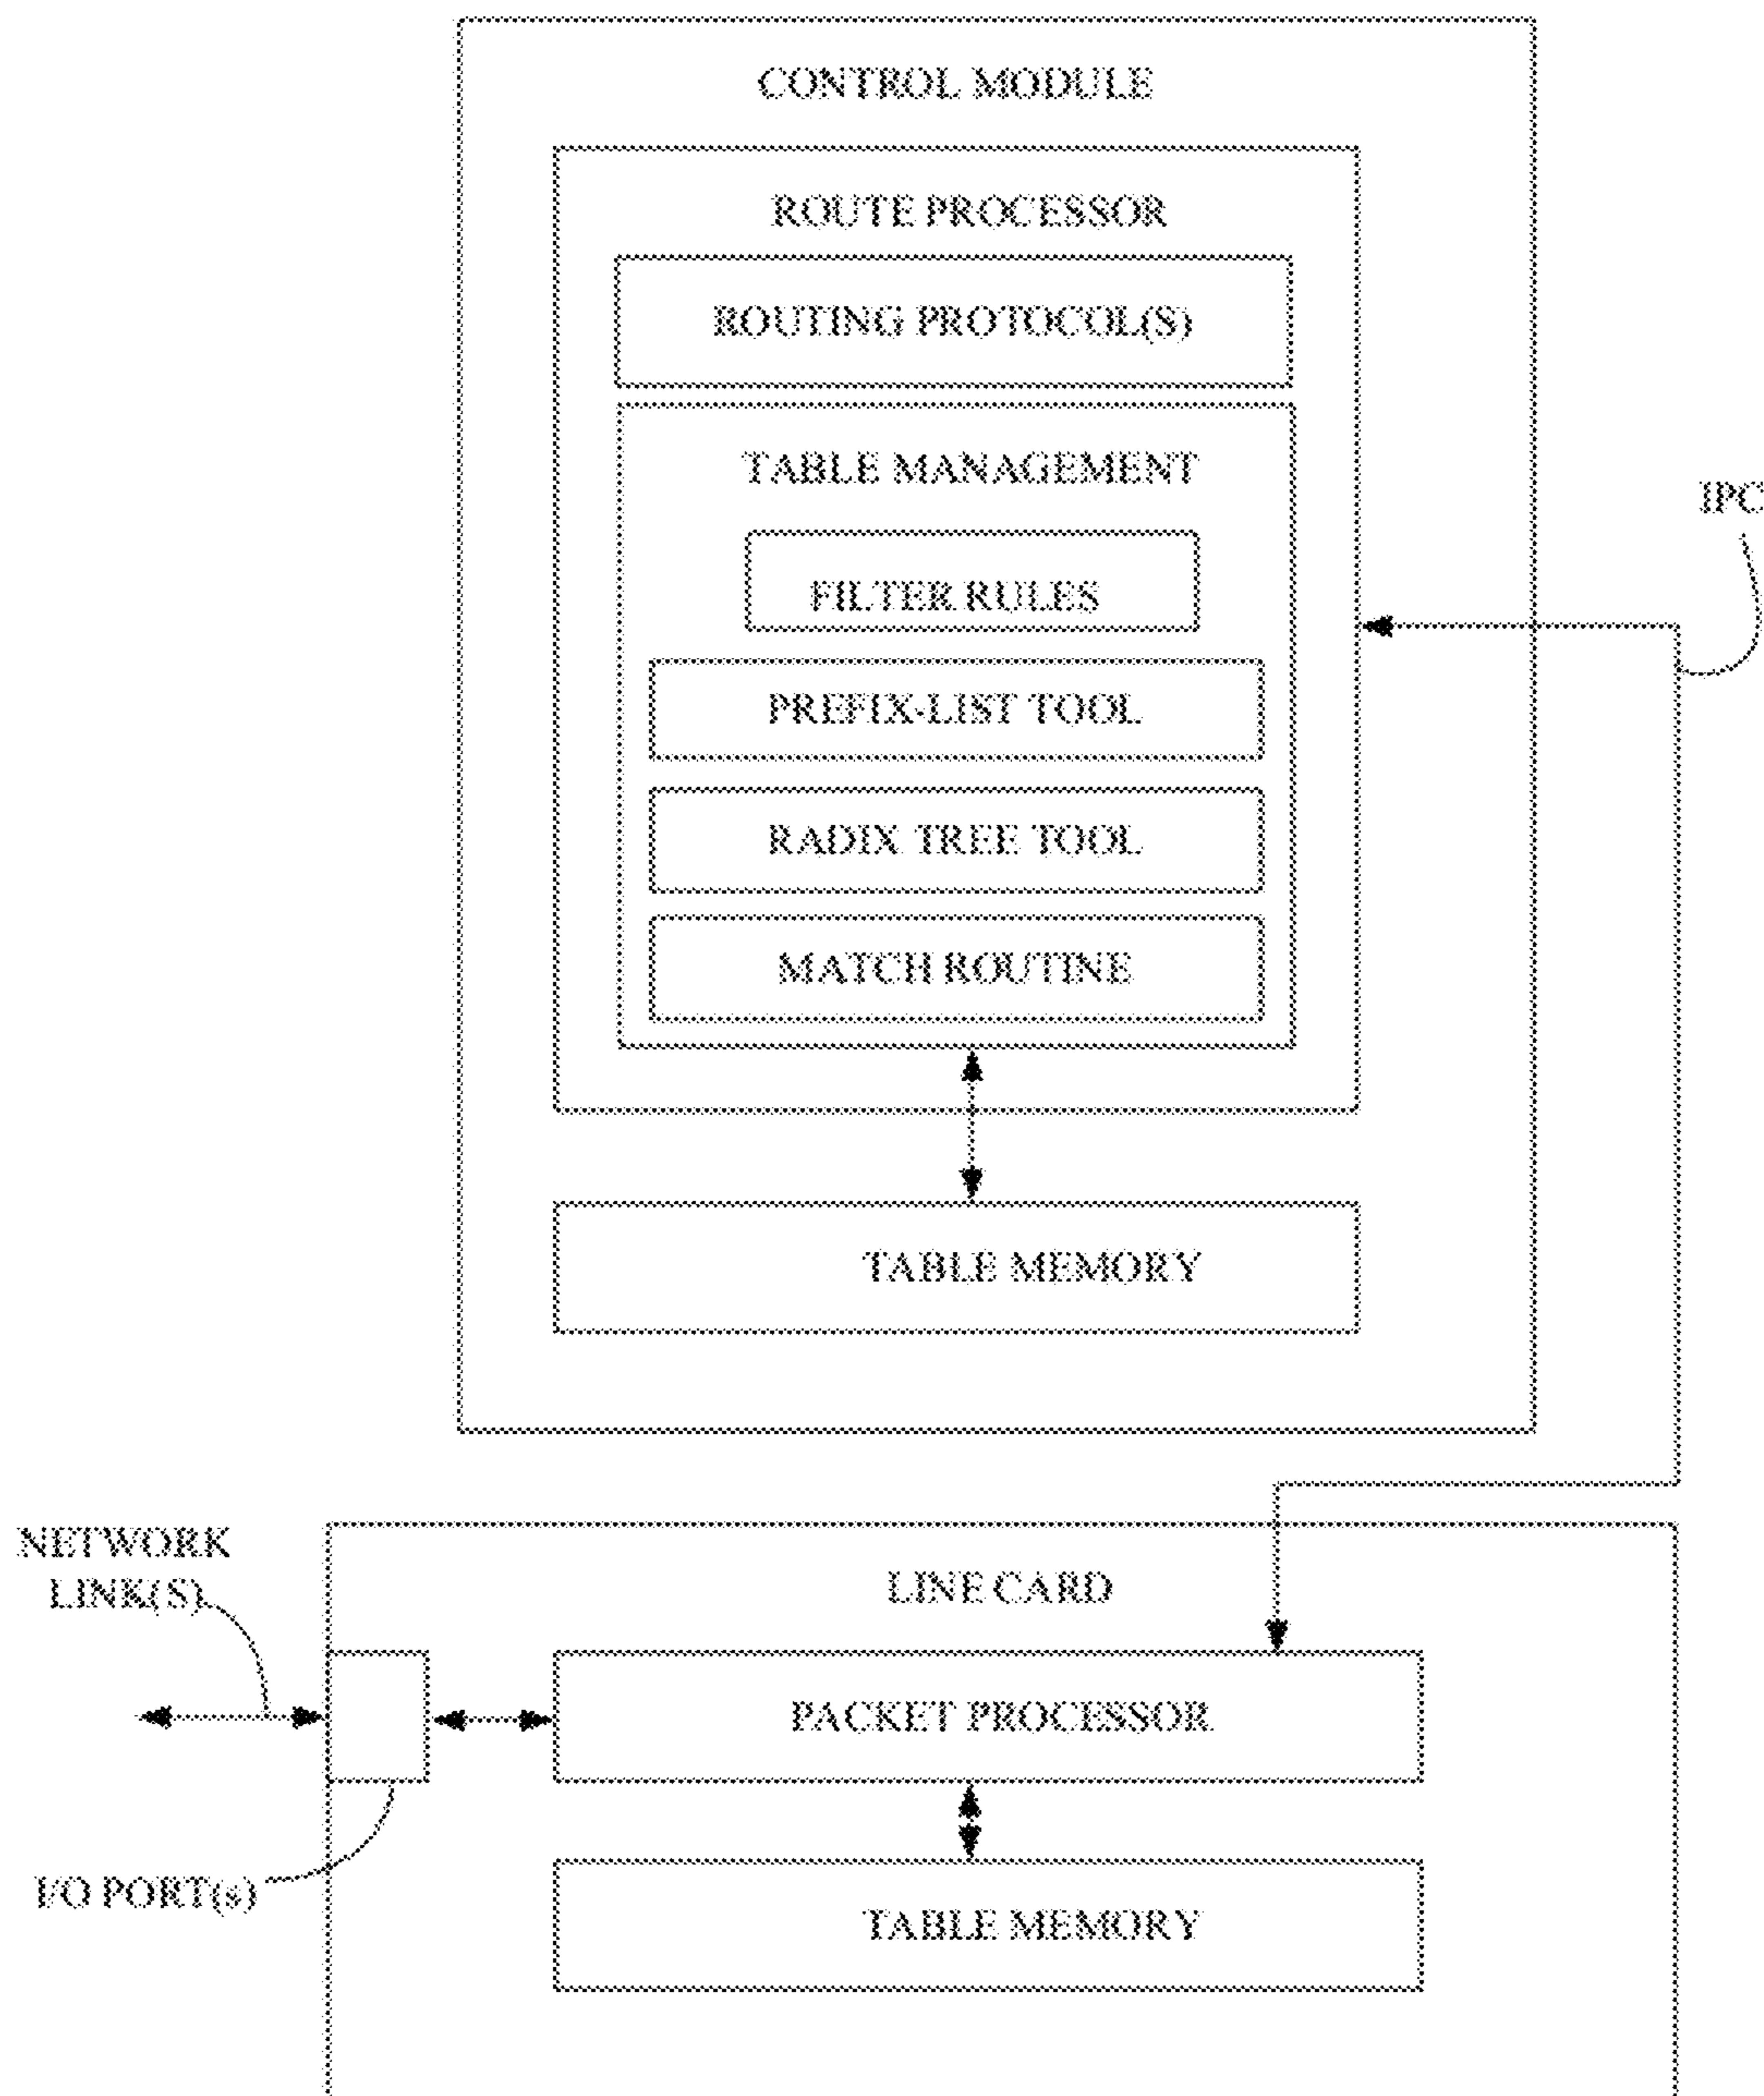 CONTROL MODULE
ROUTE PROCESSOR
ROUTING PROTOCOL(S)
TABLE MANAGEMENT
IPC
FILTER RULES
PREFIX-LIST TOOL
RADIX TREE TOOL
MATCH ROUTINE
TABLE MEMORY
NETWORK
LINK(S)
LINE CARD
PACKET PROCESSOR
I/O PORT(s)
TABLE MEMORY